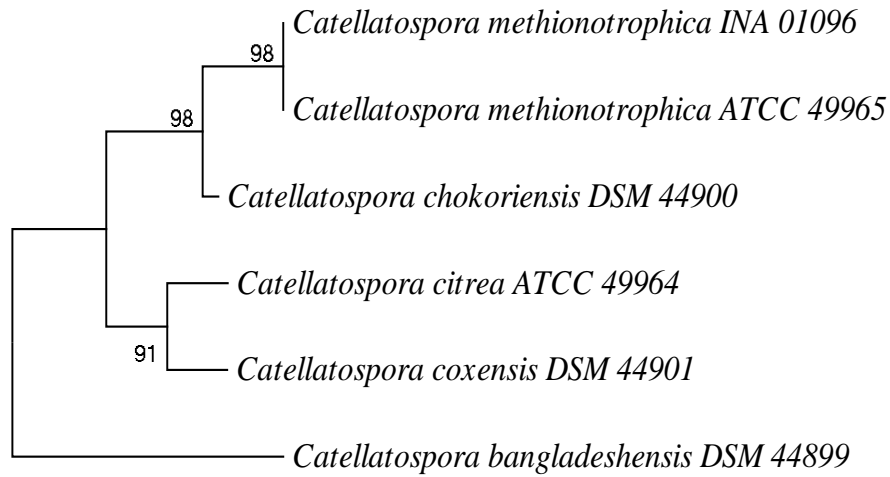 Catellatospora methionotrophica INA 01096
98
Catellatospora methionotrophica ATCC 49965
98
Catellatospora chokoriensis DSM 44900
Catellatospora citrea ATCC 49964
91
Catellatospora coxensis DSM 44901
Catellatospora bangladeshensis DSM 44899